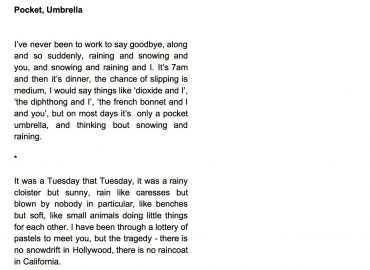 Pocket, Umbrella
I've never been to work to say goodbye, along
and so suddenly, raining and snowing and
you, and snowing and raining and I. It's 7am
and then it's dinner, the chance of slipping is
medium, I would say things like 'dioxide and I',
'the diphthong and I', 'the french bonnet and I
and you', but on most days it's only a pocket
umbrella, and thinking bout snowing and
raining.
*
It was a Tuesday that Tuesday, it was a rainy
cloister but sunny, rain like caresses but
blown by nobody in particular, like benches
but soft, like small animals doing little things
for each other. I have been through a lottery of
pastels to meet you, but the tragedy - there is
no snowdrift in Hollywood, there is no raincoat
in California.